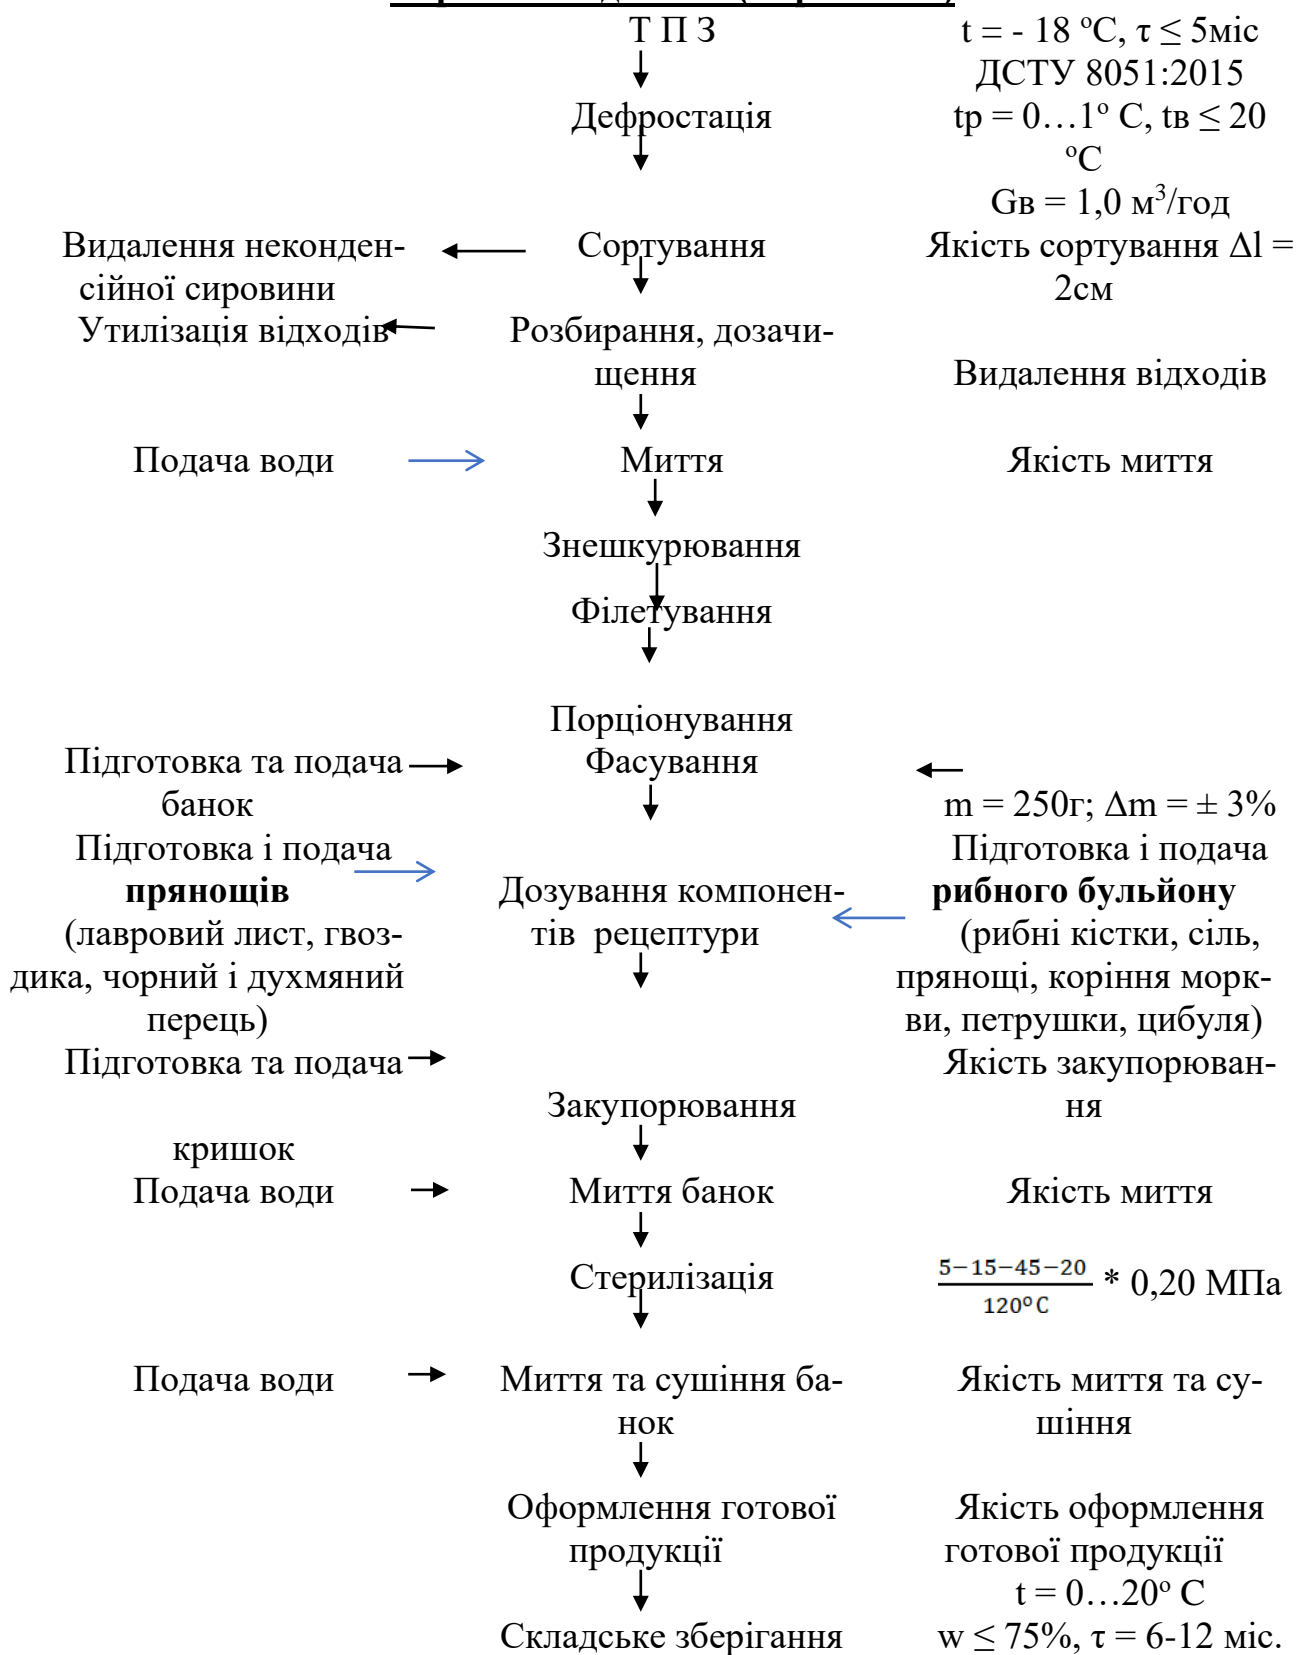 Т П З t = - 18 ºС, τ ≤ 5міс
ДСТУ 8051:2015
Дефростація tр = 0…1º С, tв ≤ 20
ºС
Gв = 1,0 м³/год
Видалення неконден- Сортування Якість сортування Δl =
сійної сировини 2см
Утилізація відходів Розбирання, дозачи-
щення Видалення відходів
Подача води Миття Якість миття
Знешкурювання
Філетування
Порціонування
Підготовка та подача Фасування
банок m = 250г; Δm = ± 3%
Підготовка і подача Підготовка і подача
прянощів Дозування компонен- рибного бульйону
(лавровий лист, гвоз- тів рецептури (рибні кістки, сіль,
дика, чорний і духмяний прянощі, коріння морк-
перець) ви, петрушки, цибуля)
Підготовка та подача Якість закупорюван-
Закупорювання ня
кришок
Подача води Миття банок Якість миття
Стерилізація 5−15−45−20 / 120º С * 0,20 МПа
Подача води Миття та сушіння ба- Якість миття та су-
нок шіння
Оформлення готової Якість оформлення
продукції готової продукції
t = 0…20º С
Складське зберігання w ≤ 75%, τ = 6-12 міс.